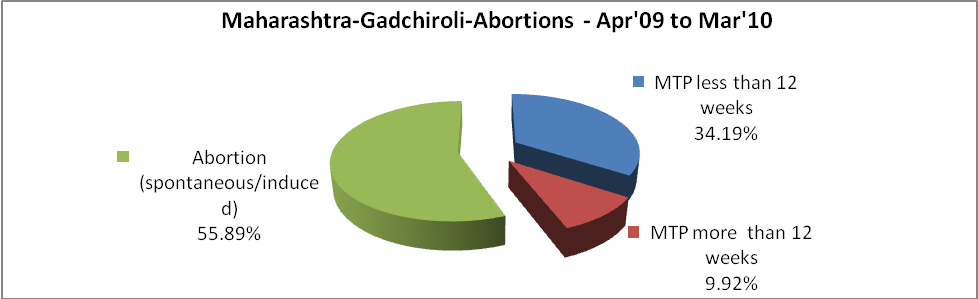 Maharashtra-Gadchiroli-Abortions - Apr'09 to Mar'10
MTP less than 12
weeks
34.19%
Abortion
(spontaneous/induce
d)
55.89%
MTP more than 12
weeks
9.92%